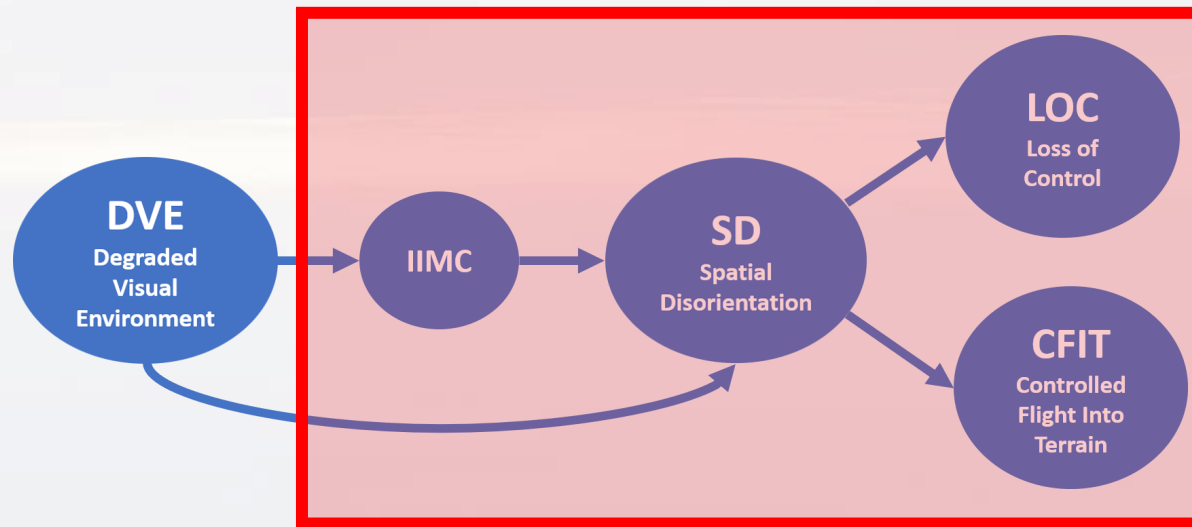 DVE
Degraded
Visual
Environment
IIMC
SD
Spatial
Disorientation
LOC
Loss of
Control
CFIT
Controlled
Flight Into
Terrain